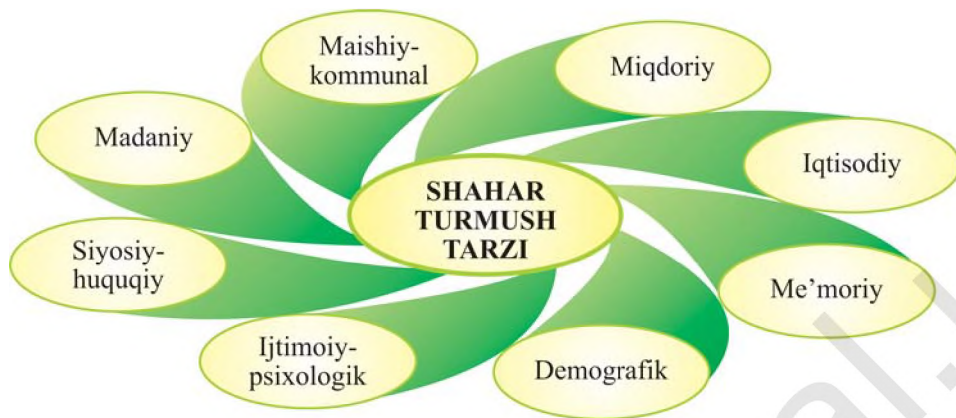 Maishiy-
kommunal
Miqdoriy
Madaniy
Iqtisodiy
SHAHAR
TURMUSH
TARZI
Siyosiy-
huquqiy
Me’moriy
Ijtimoiy-
psixologik
Demografik